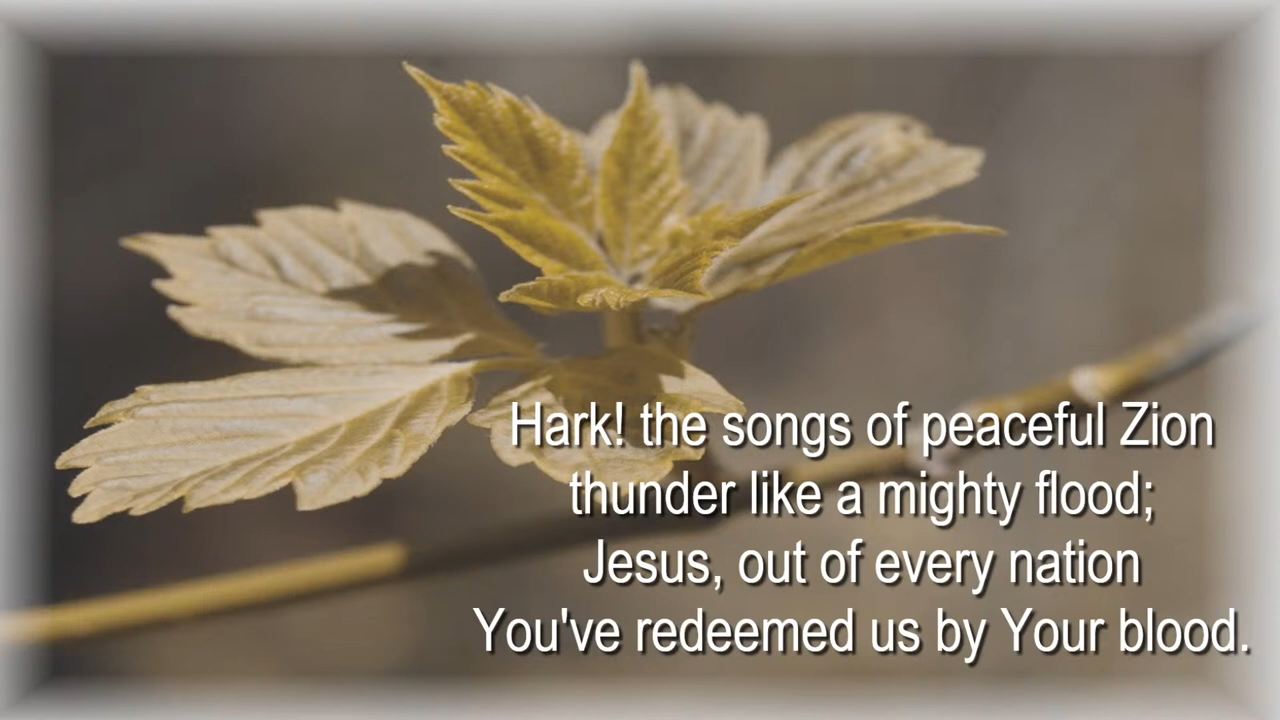 Hark! the songs of peaceful Zion
thunder like a mighty flood;
Jesus, out of every nation
You've redeemed us by Your blood.